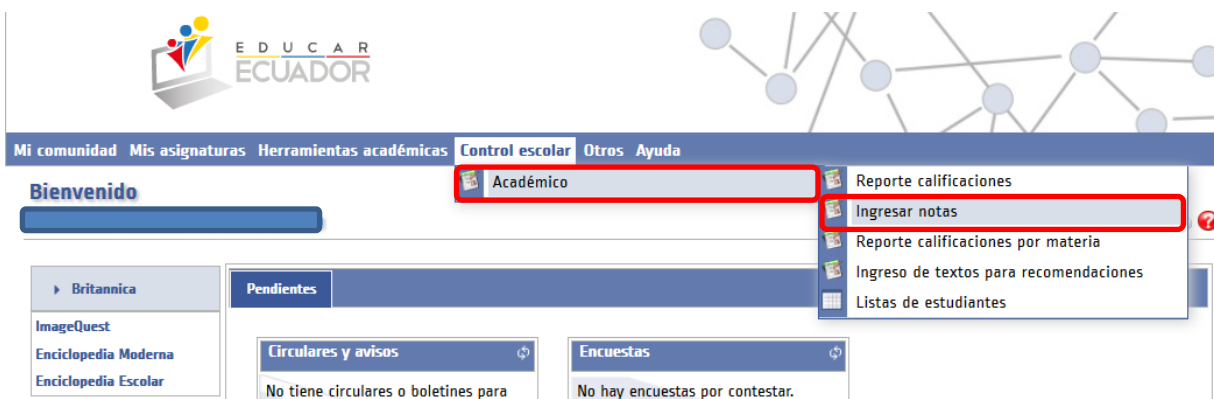 EDUCAR
ECUADOR
Mi comunidad Mis asignaturas Herramientas académicas Control escolar Otros Ayuda
Académico
Reporte calificaciones
Ingresar notas
Reporte calificaciones por materia
Ingreso de textos para recomendaciones
Listas de estudiantes
Bienvenido
Britannica
ImageQuest
Enciclopedia Moderna
Enciclopedia Escolar
Pendientes
Circulares y avisos
No tiene circulares o boletines para
Encuestas
No hay encuestas por contestar.